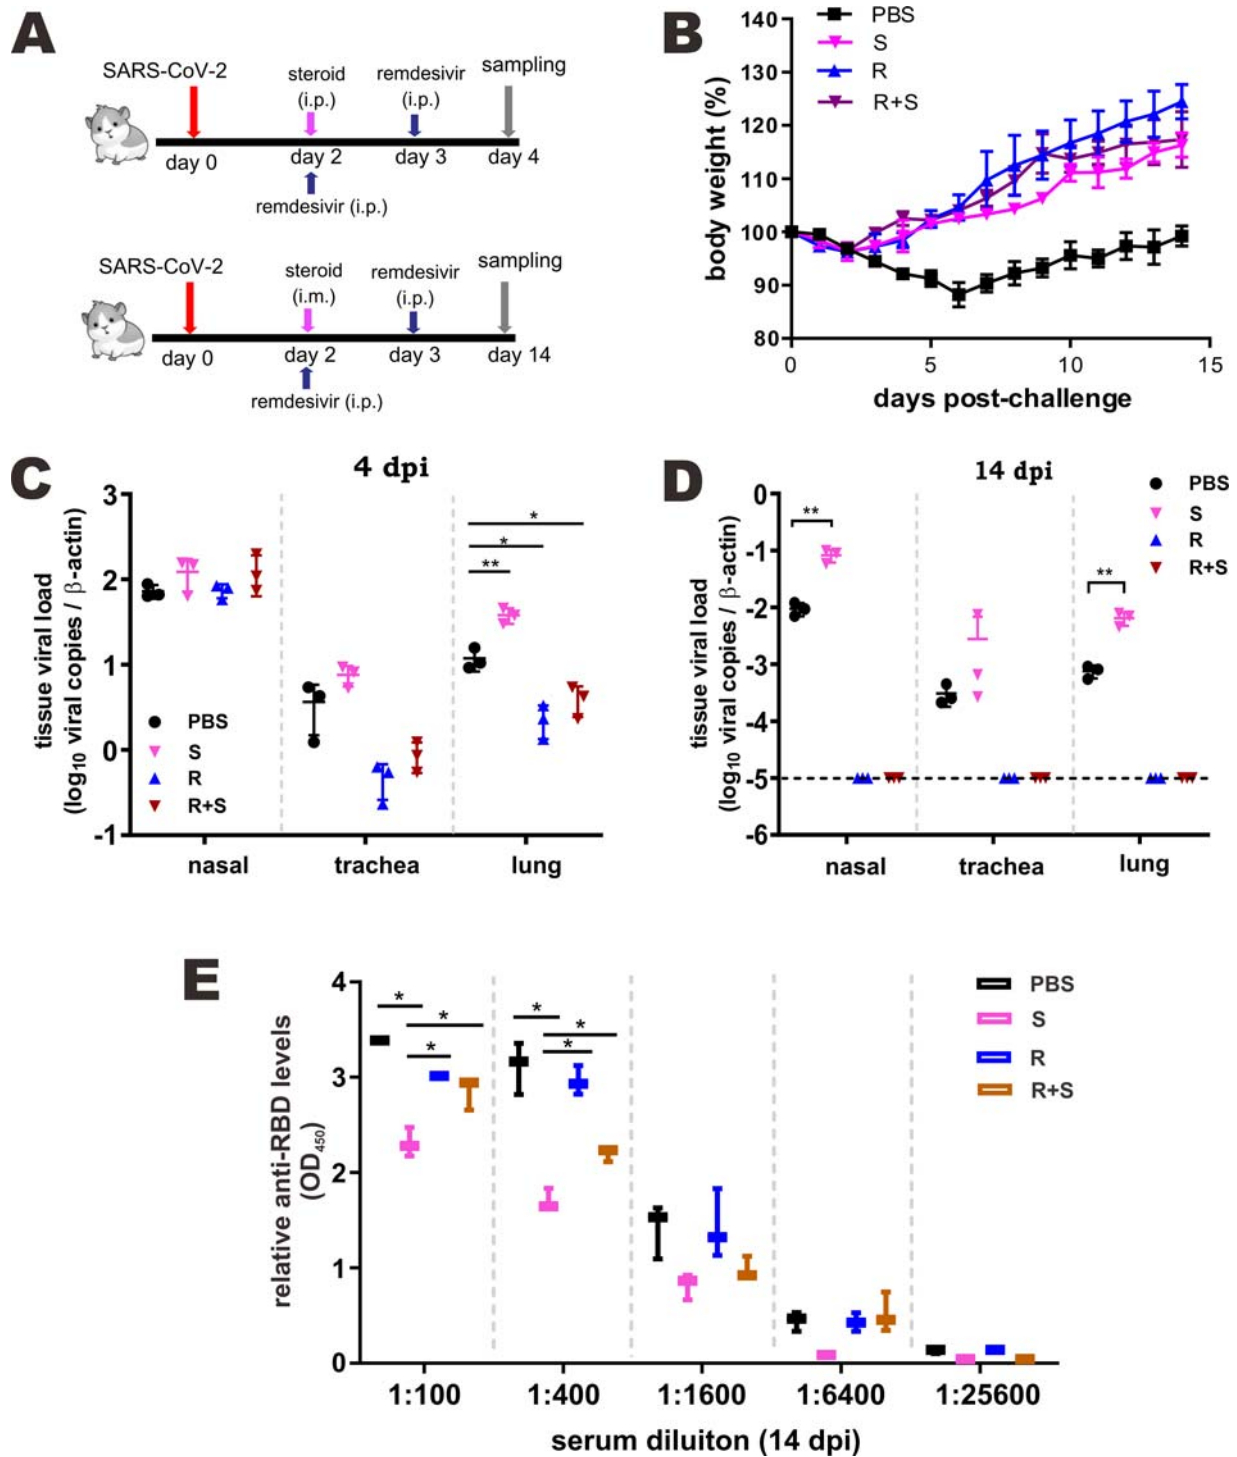 A
SARS-CoV-2
steroid
(i.p.)
remdesivir
(i.p.)
sampling
day 0
day 2
day 3
day 4
remdesivir (i.p.)
SARS-CoV-2
steroid
(i.m.)
remdesivir
(i.p.)
sampling
day 0
day 2
day 3
day 14
remdesivir (i.p.)
B
PBS
S
R
R+S
body weight (%)
140
130
120
110
100
90
80
0
5
10
15
days post-challenge
C
4 dpi
tissue viral load
(log10 viral copies / β-actin)
3
2
1
0
-1
*
*
**
PBS
S
R
R+S
nasal
trachea
lung
D
14 dpi
tissue viral load
(log10 viral copies / β-actin)
0
-1
-2
-3
-4
-5
-6
**
**
PBS
S
R
R+S
nasal
trachea
lung
E
relative anti-RBD levels
(OD450)
4
3
2
1
0
*
*
*
*
*
*
PBS
S
R
R+S
1:100
1:400
1:1600
1:6400
1:25600
serum diluiton (14 dpi)